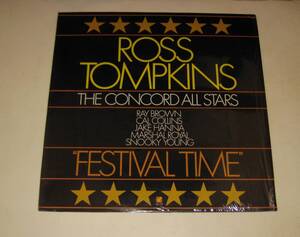 ROSS
TOMPKINS
THE CONCORD ALL STARS
RAY BROWN
CAL COLLINS
JAKE HANNA
MARSHAL ROYAL
SNOOKY YOUNG
"FESTIVAL TIME"